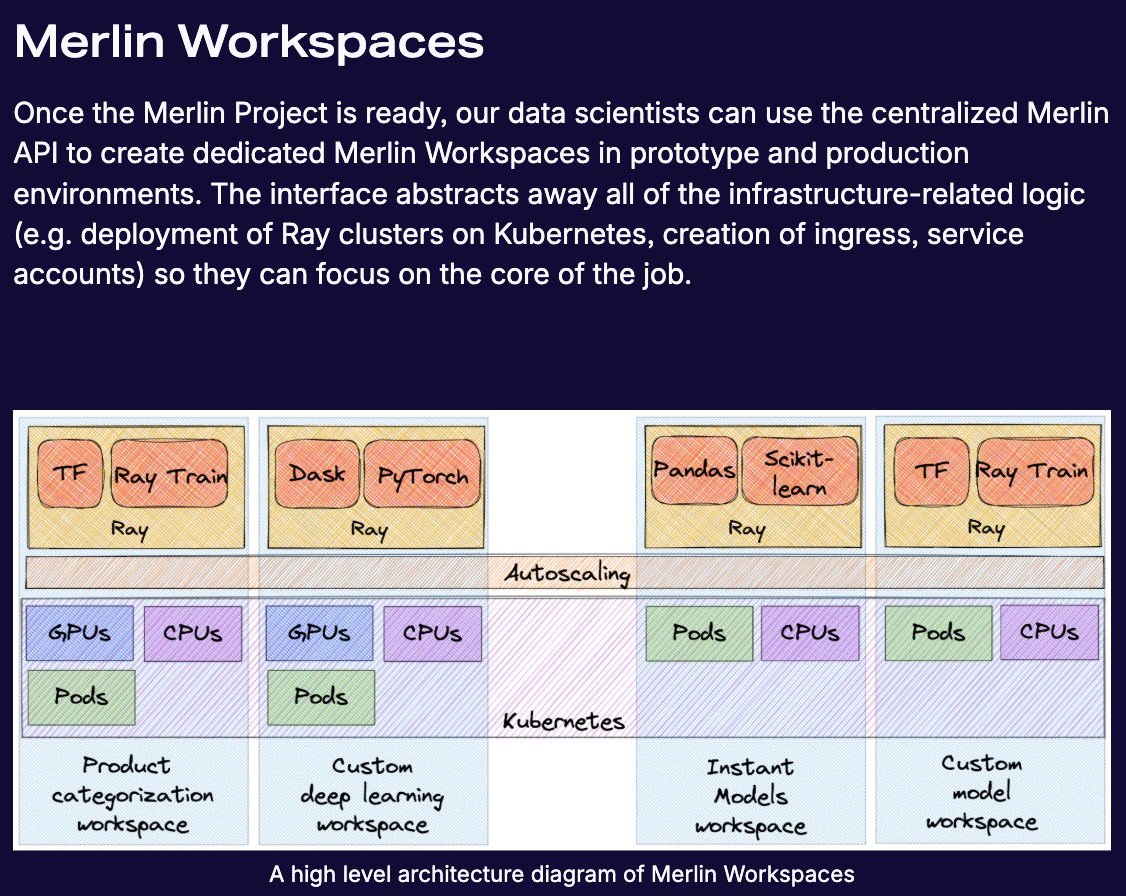 Merlin Workspaces
Once the Merlin Project is ready, our data scientists can use the centralized Merlin
API to create dedicated Merlin Workspaces in prototype and production
environments. The interface abstracts away all of the infrastructure-related logic
(e.g. deployment of Ray clusters on Kubernetes, creation of ingress, service
accounts) so they can focus on the core of the job.
TF
Ray Train
Ray
Dask
PyTorch
Ray
Pandas
Scikit-
learn
Ray
TF
Ray Train
Ray
Autoscaling
GPUs
CPUs
Pods
GPUs
CPUs
Pods
Pods
CPUs
Pods
CPUs
Kubernetes
Product
categorization
workspace
Custom
deep learning
workspace
Instant
Models
workspace
Custom
model
workspace
A high level architecture diagram of Merlin Workspaces